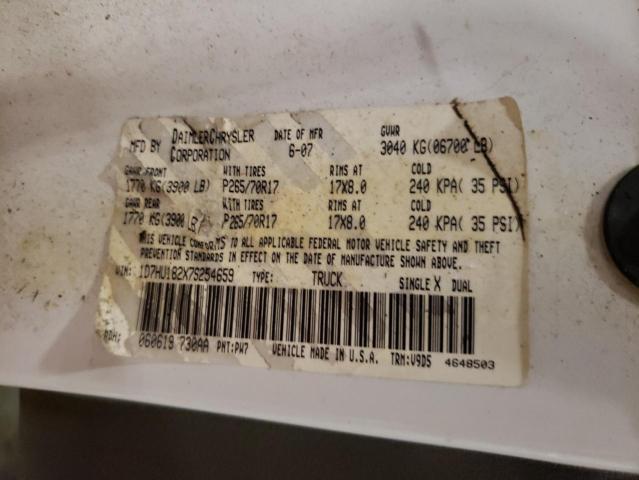 MFD BY DAIMLERCHRYSLER CORPORATION DATE OF MFR 6-07 GVWR 3040 KG(06700 LB)
GAWR FRONT WITH TIRES RIMS AT COLD
1770 KG(3900 LB) P265/70R17 17X8.0 240 KPA( 35 PSI)
GAWR REAR WITH TIRES RIMS AT COLD
1770 KG(3900 LB) P265/70R17 17X8.0 240 KPA( 35 PSI)
THIS VEHICLE CONFORMS TO ALL APPLICABLE FEDERAL MOTOR VEHICLE SAFETY AND THEFT
PREVENTION STANDARDS IN EFFECT ON THE DATE OF MANUFACTURE SHOWN ABOVE.
VIN: 1D7HU182X7S254659 TYPE: TRUCK SINGLE X DUAL
MDH: 060619 730AA PNT:PW7 VEHICLE MADE IN U.S.A. TRM:V9D5 4648503